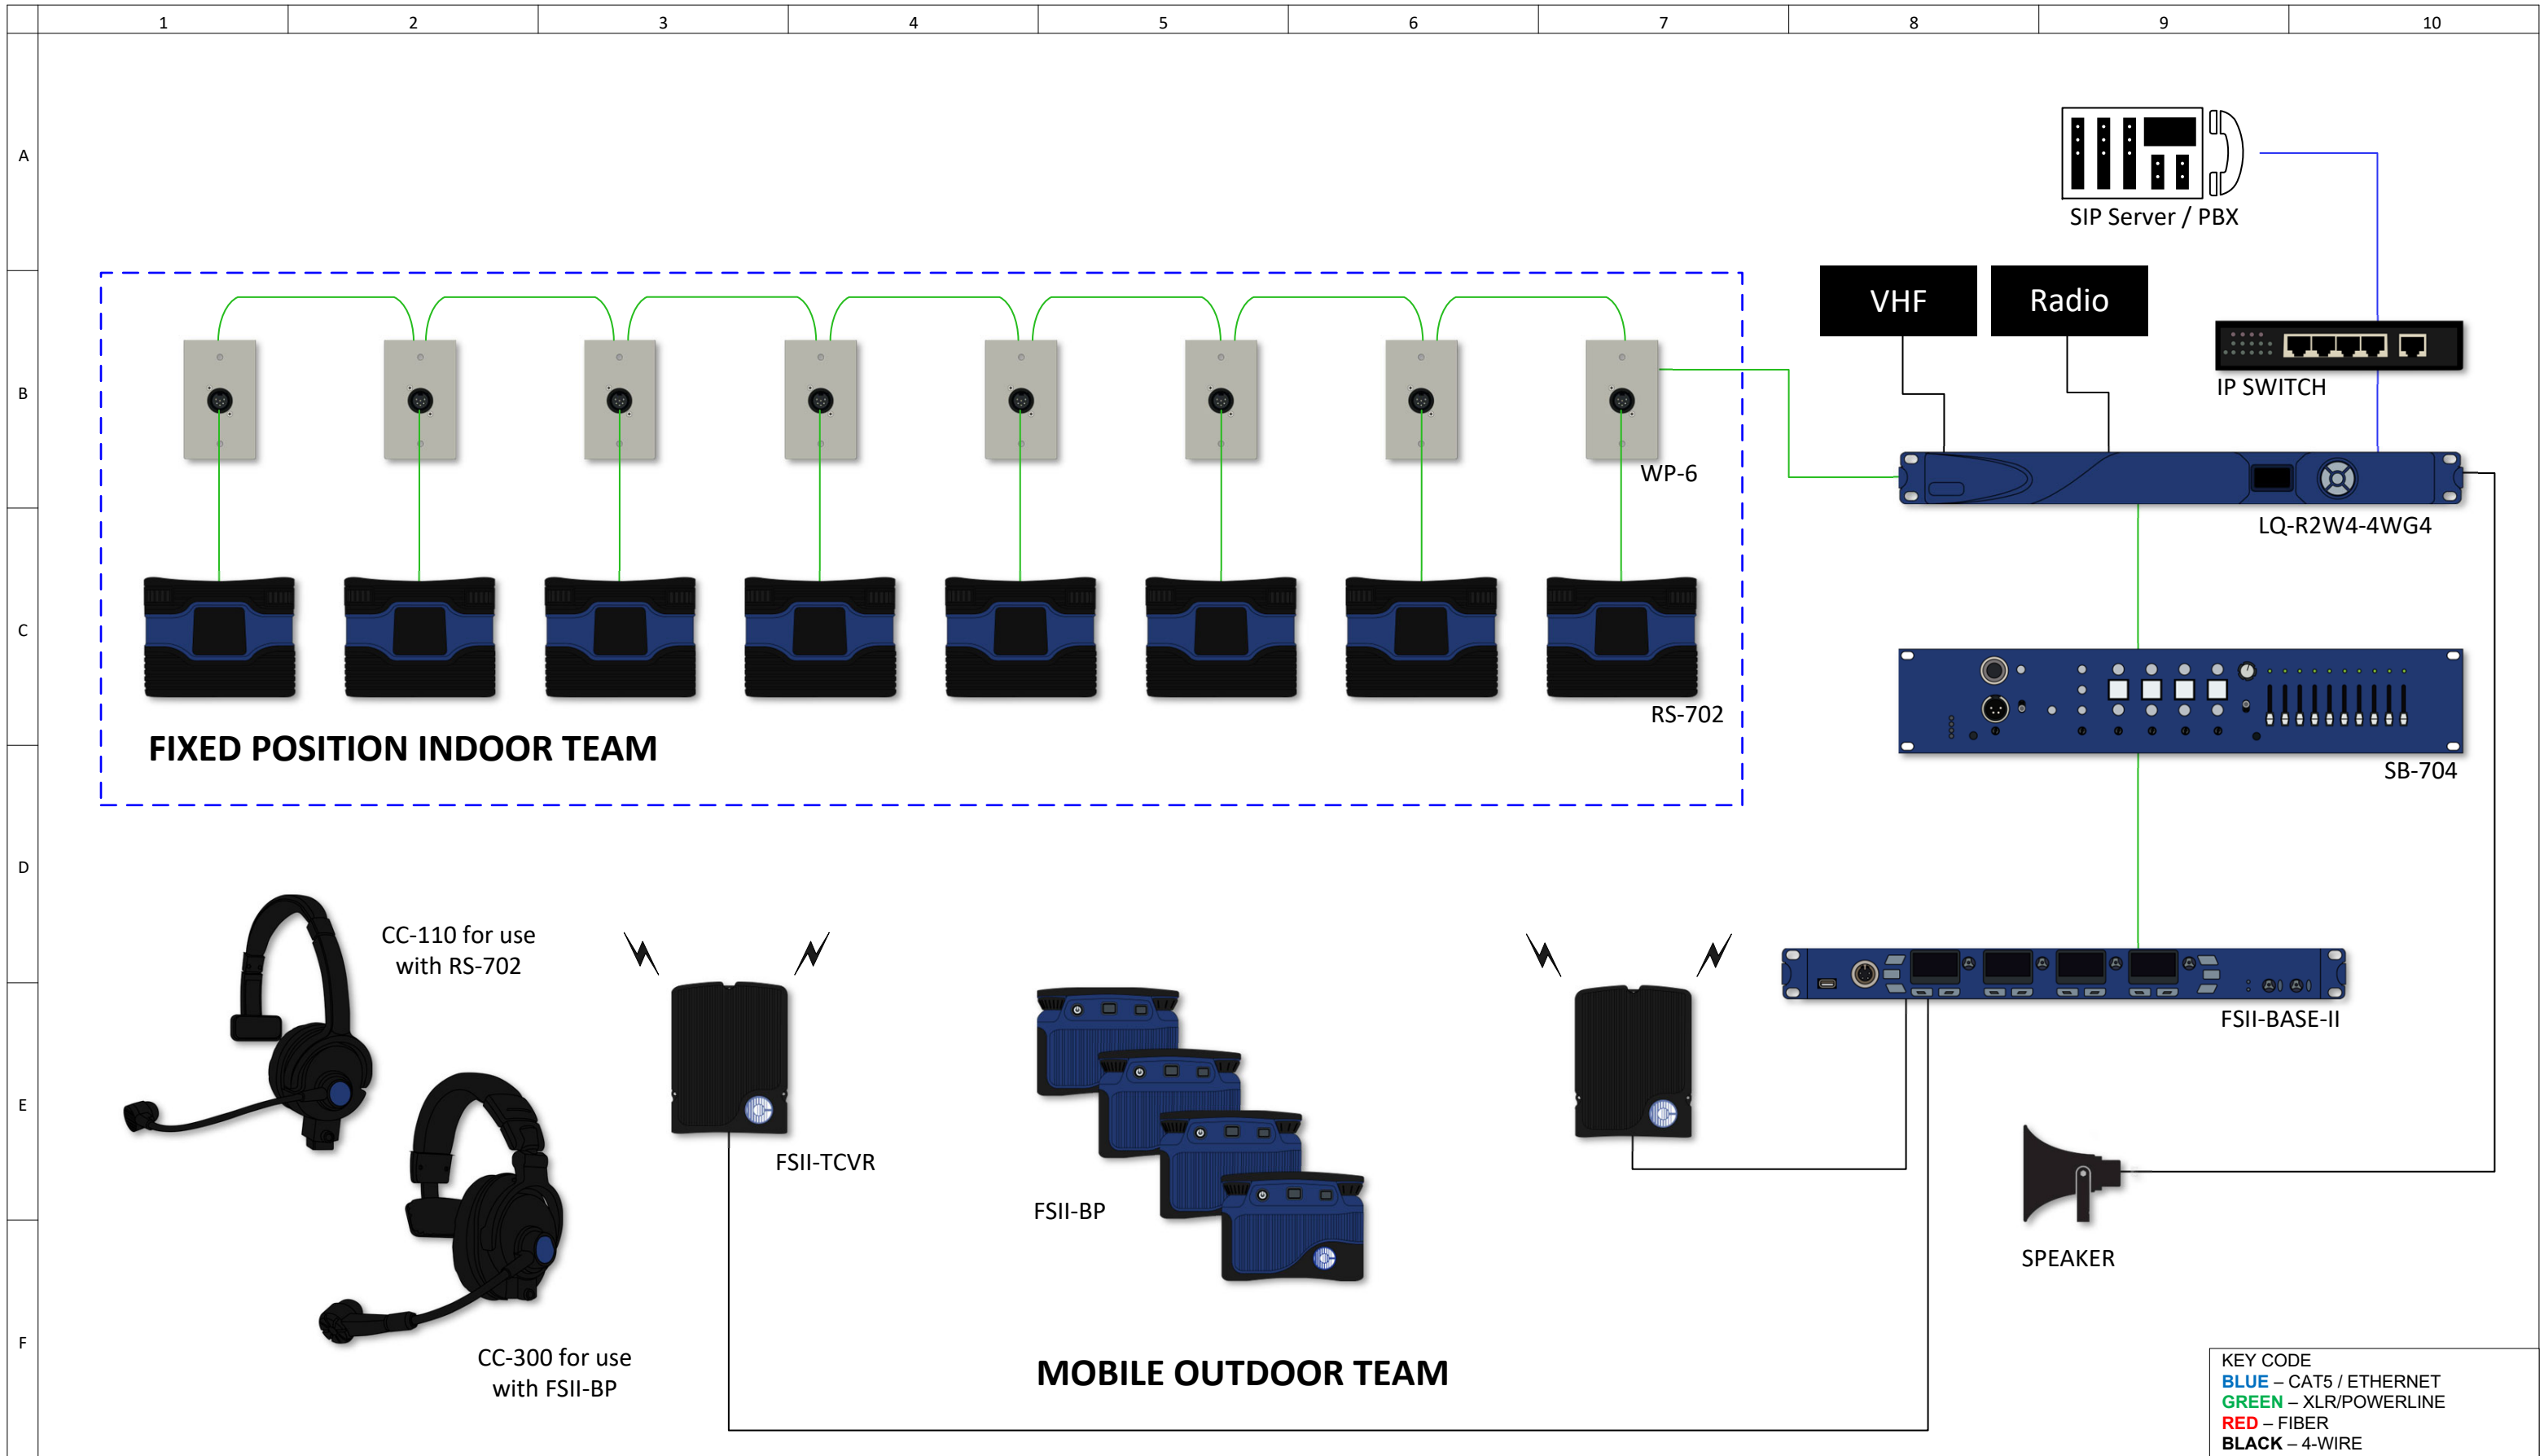 1 2 3 4 5 6 7 8 9 10
A
SIP Server / PBX
VHF
Radio
B
IP SWITCH
WP-6
LQ-R2W4-4WG4
C
RS-702
FIXED POSITION INDOOR TEAM
SB-704
D
CC-110 for use
with RS-702
FSII-BASE-II
E
FSII-TCVR
FSII-BP
SPEAKER
F
CC-300 for use
with FSII-BP
MOBILE OUTDOOR TEAM
KEY CODE
BLUE – CAT5 / ETHERNET
GREEN – XLR/POWERLINE
RED – FIBER
BLACK – 4-WIRE